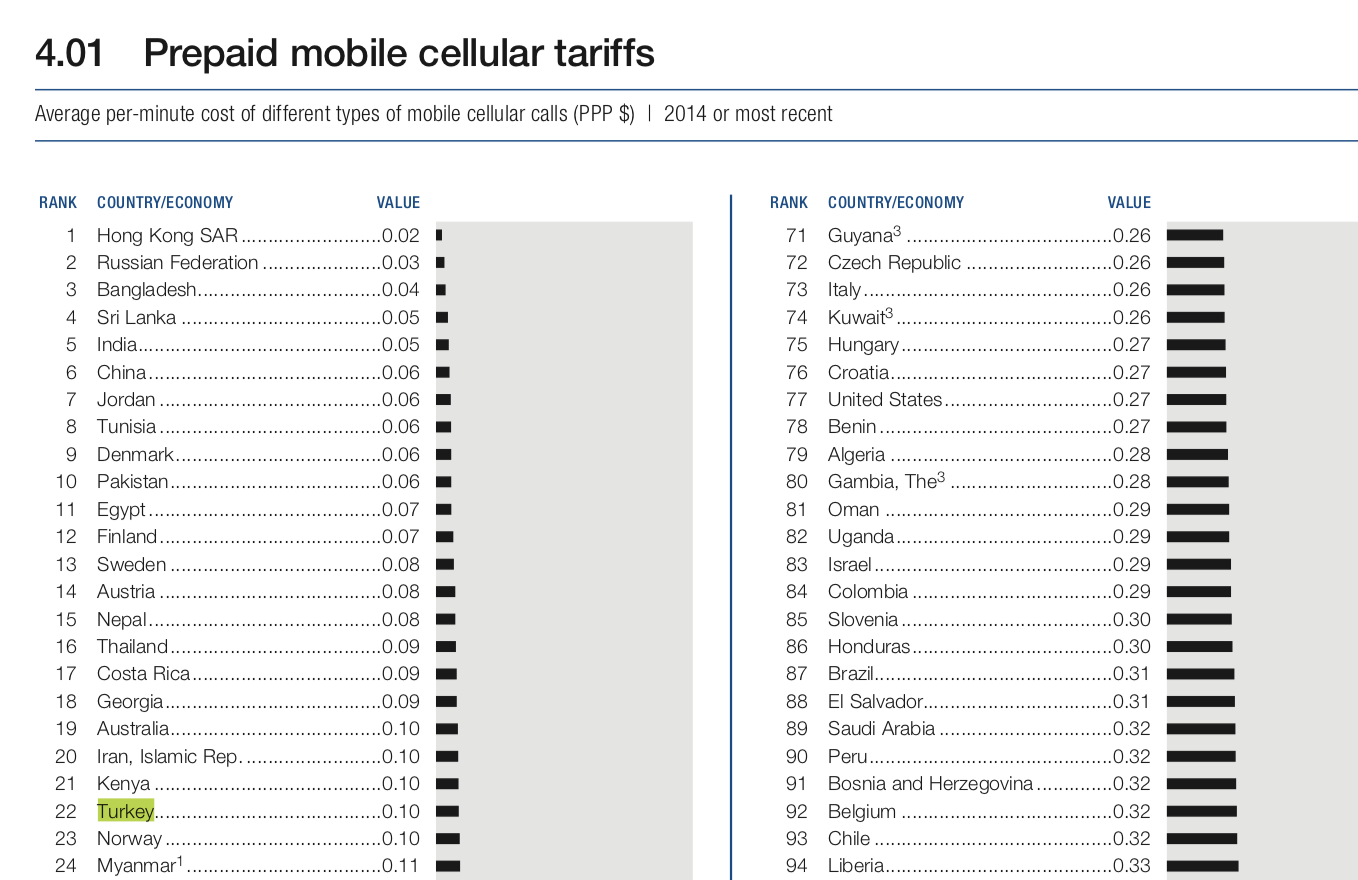 4.01 Prepaid mobile cellular tariffs
Average per-minute cost of different types of mobile cellular calls (PPP $) | 2014 or most recent
RANK COUNTRY/ECONOMY VALUE
1 Hong Kong SAR..........................0.02
2 Russian Federation......................0.03
3 Bangladesh..................................0.04
4 Sri Lanka.....................................0.05
5 India.............................................0.05
6 China...........................................0.06
7 Jordan.........................................0.06
8 Tunisia.........................................0.06
9 Denmark......................................0.06
10 Pakistan.......................................0.06
11 Egypt...........................................0.07
12 Finland.........................................0.07
13 Sweden.......................................0.08
14 Austria.........................................0.08
15 Nepal...........................................0.08
16 Thailand.......................................0.09
17 Costa Rica...................................0.09
18 Georgia........................................0.09
19 Australia.......................................0.10
20 Iran, Islamic Rep..........................0.10
21 Kenya..........................................0.10
22 Turkey..........................................0.10
23 Norway........................................0.10
24 Myanmar¹....................................0.11
RANK COUNTRY/ECONOMY VALUE
71 Guyana³......................................0.26
72 Czech Republic...........................0.26
73 Italy..............................................0.26
74 Kuwait³........................................0.26
75 Hungary.......................................0.27
76 Croatia.........................................0.27
77 United States...............................0.27
78 Benin...........................................0.27
79 Algeria.........................................0.28
80 Gambia, The³..............................0.28
81 Oman..........................................0.29
82 Uganda........................................0.29
83 Israel............................................0.29
84 Colombia.....................................0.29
85 Slovenia.......................................0.30
86 Honduras.....................................0.30
87 Brazil............................................0.31
88 El Salvador...................................0.31
89 Saudi Arabia................................0.32
90 Peru.............................................0.32
91 Bosnia and Herzegovina..............0.32
92 Belgium.......................................0.32
93 Chile............................................0.32
94 Liberia..........................................0.33